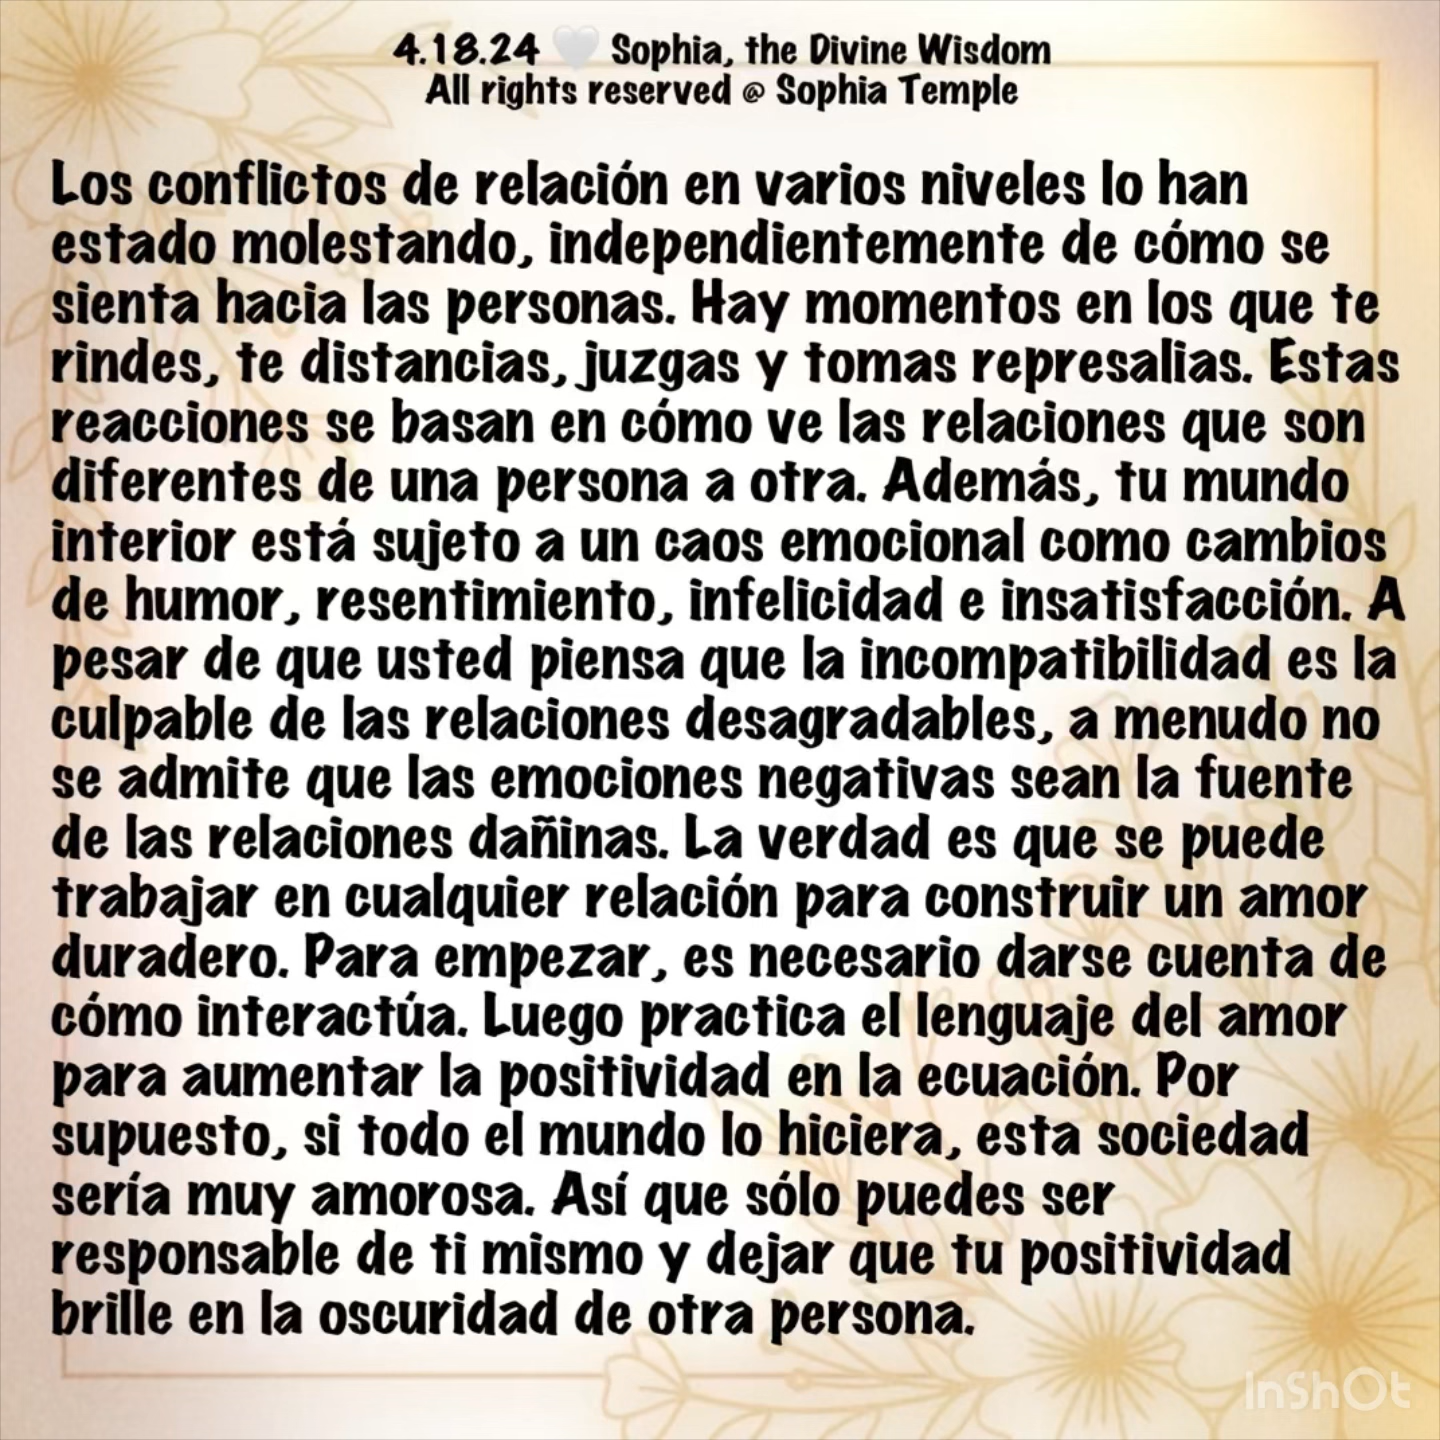 4.18.24 🤍 Sophia, the Divine Wisdom
All rights reserved @ Sophia Temple
Los conflictos de relación en varios niveles lo han
estado molestando, independientemente de cómo se
sienta hacia las personas. Hay momentos en los que te
rindes, te distancias, juzgas y tomas represalias. Estas
reacciones se basan en cómo ve las relaciones que son
diferentes de una persona a otra. Además, tu mundo
interior está sujeto a un caos emocional como cambios
de humor, resentimiento, infelicidad e insatisfacción. A
pesar de que usted piensa que la incompatibilidad es la
culpable de las relaciones desagradables, a menudo no
se admite que las emociones negativas sean la fuente
de las relaciones dañinas. La verdad es que se puede
trabajar en cualquier relación para construir un amor
duradero. Para empezar, es necesario darse cuenta de
cómo interactúa. Luego practica el lenguaje del amor
para aumentar la positividad en la ecuación. Por
supuesto, si todo el mundo lo hiciera, esta sociedad
sería muy amorosa. Así que sólo puedes ser
responsable de ti mismo y dejar que tu positividad
brille en la oscuridad de otra persona.
InShOt